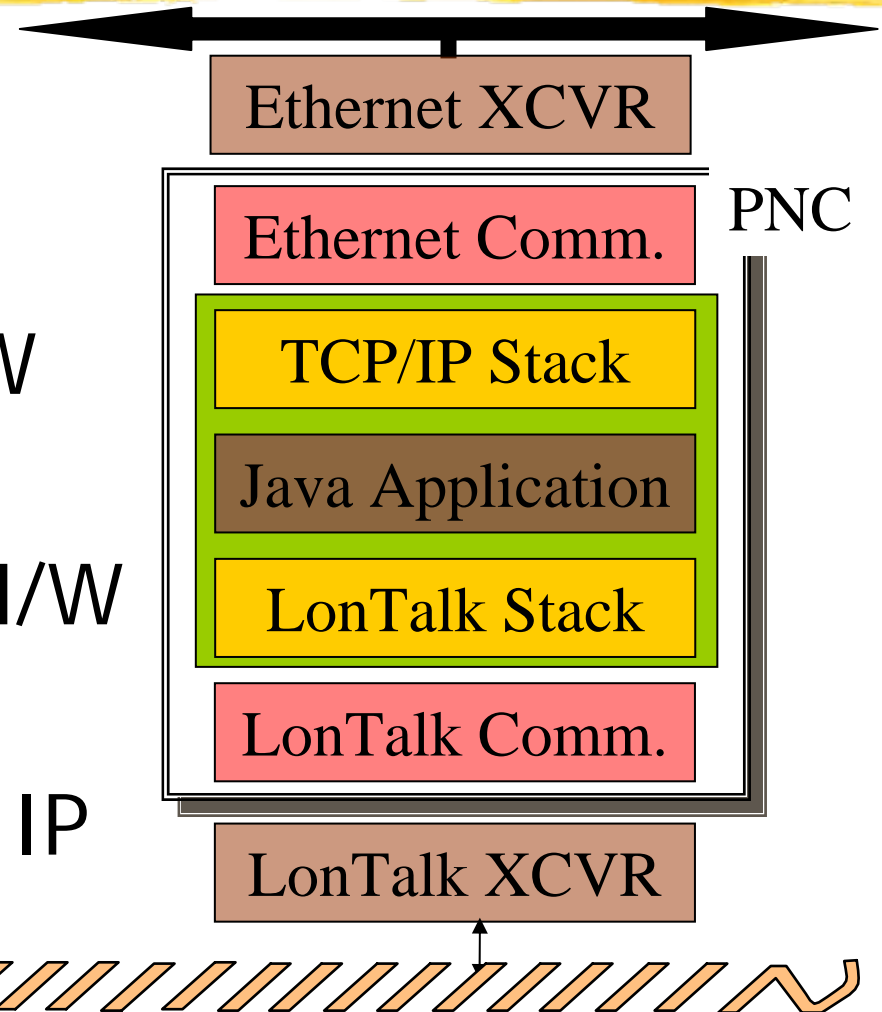 Ethernet XCVR
PNC
Ethernet Comm.
TCP/IP Stack
Java Application
LonTalk Stack
/W
LonTalk Comm.
IP
LonTalk XCVR